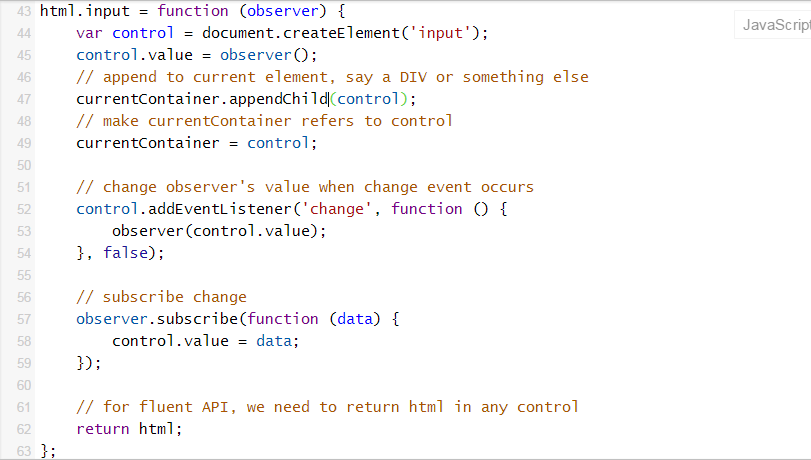 43 html.input = function (observer) {
44     var control = document.createElement('input');
45     control.value = observer();
46     // append to current element, say a DIV or something else
47     currentContainer.appendChild(control);
48     // make currentContainer refers to control
49     currentContainer = control;
50
51     // change observer's value when change event occurs
52     control.addEventListener('change', function () {
53         observer(control.value);
54     }, false);
55
56     // subscribe change
57     observer.subscribe(function (data) {
58         control.value = data;
59     });
60
61     // for fluent API, we need to return html in any control
62     return html;
63 };
JavaScript